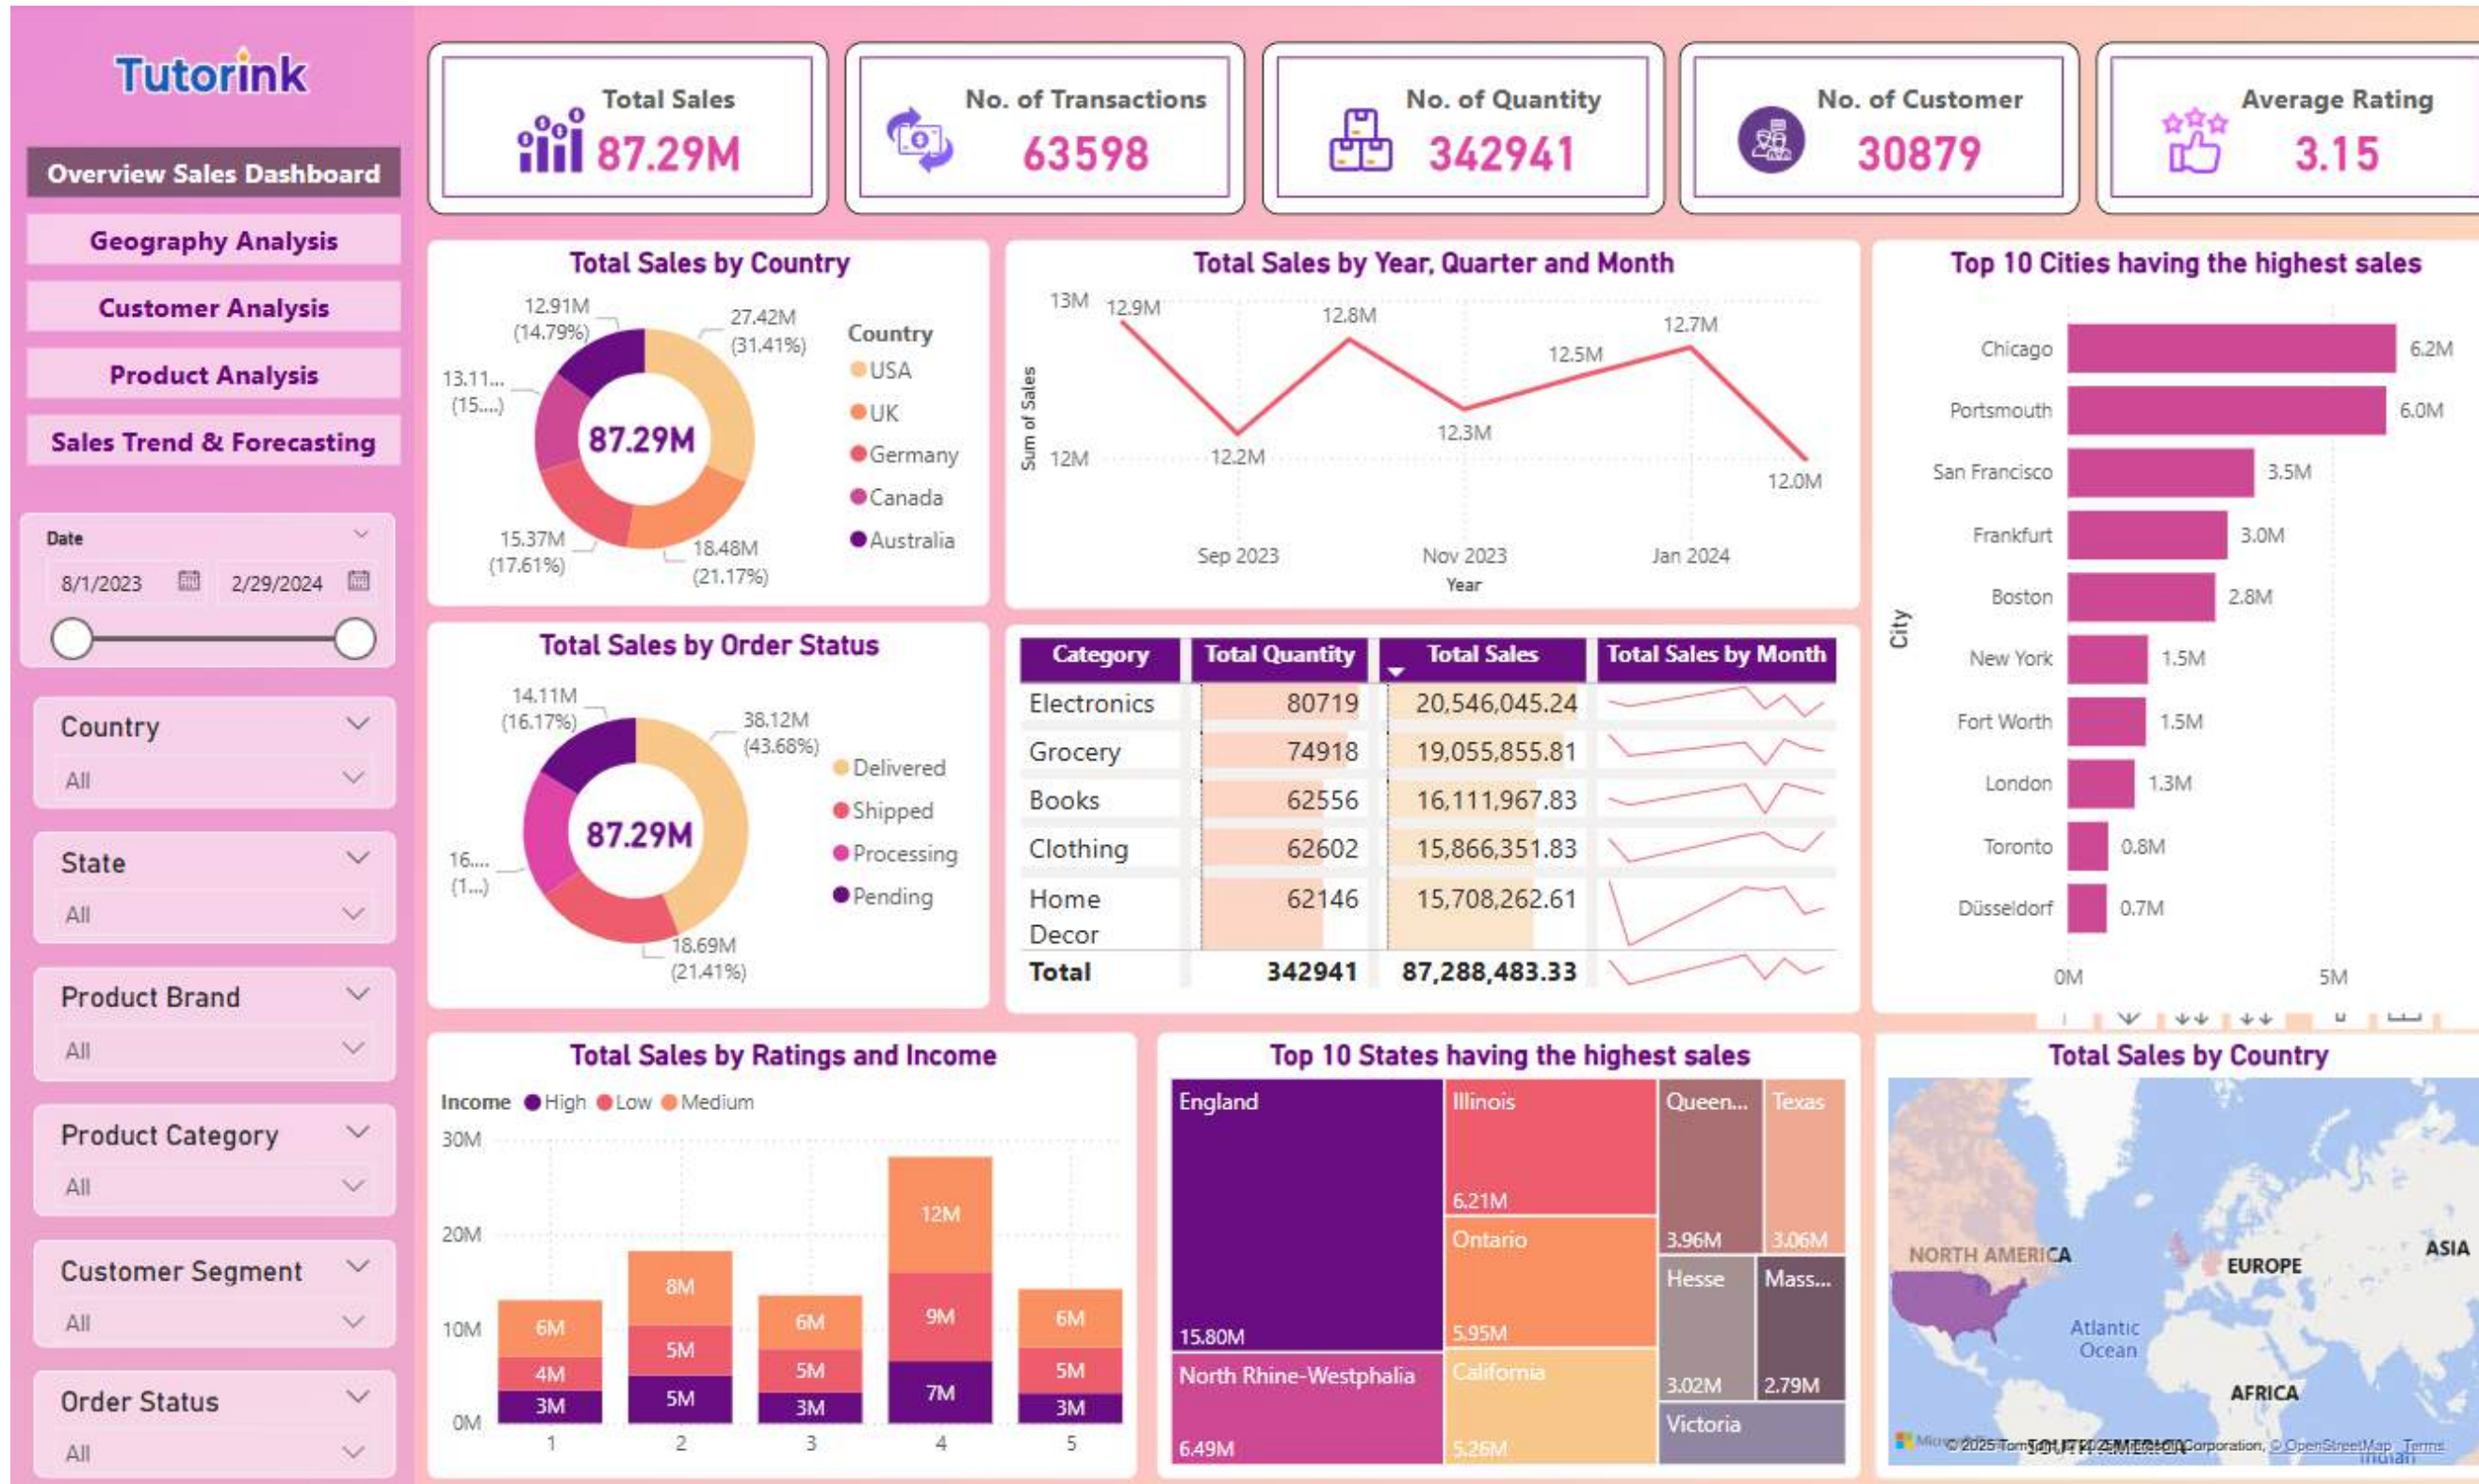 Tutorink
Overview Sales Dashboard
Geography Analysis
Customer Analysis
Product Analysis
Sales Trend & Forecasting
Date
8/1/2023
2/29/2024
Country
All
State
All
Product Brand
All
Product Category
All
Customer Segment
All
Order Status
All
Total Sales
87.29M
No. of Transactions
63598
No. of Quantity
342941
No. of Customer
30879
Average Rating
3.15
Total Sales by Country
12.91M
(14.79%)
27.42M
(31.41%)
13.11...
(15....)
87.29M
15.37M
(17.61%)
18.48M
(21.17%)
Country
USA
UK
Germany
Canada
Australia
Total Sales by Year, Quarter and Month
Sum of Sales
13M
12M
12.9M
12.2M
12.8M
12.3M
12.5M
12.7M
12.0M
Sep 2023
Nov 2023
Jan 2024
Year
Top 10 Cities having the highest sales
City
Chicago 6.2M
Portsmouth 6.0M
San Francisco 3.5M
Frankfurt 3.0M
Boston 2.8M
New York 1.5M
Fort Worth 1.5M
London 1.3M
Toronto 0.8M
Düsseldorf 0.7M
0M 5M
Total Sales by Order Status
14.11M
(16.17%)
38.12M
(43.68%)
16....
(1...)
87.29M
18.69M
(21.41%)
Delivered
Shipped
Processing
Pending
Category Total Quantity Total Sales Total Sales by Month
Electronics 80719 20,546,045.24
Grocery 74918 19,055,855.81
Books 62556 16,111,967.83
Clothing 62602 15,866,351.83
Home 62146 15,708,262.61
Decor
Total 342941 87,288,483.33
Total Sales by Ratings and Income
Income High Low Medium
30M
20M
10M
0M
6M
4M
3M
8M
5M
5M
6M
5M
3M
12M
9M
7M
6M
5M
3M
1 2 3 4 5
Top 10 States having the highest sales
England
15.80M
North Rhine-Westphalia
6.49M
Illinois
6.21M
Ontario
5.95M
California
5.26M
Queen...
3.96M
Texas
3.06M
Hesse
3.02M
Mass...
2.79M
Victoria
Total Sales by Country
NORTH AMERICA
EUROPE
ASIA
Atlantic
Ocean
AFRICA
SOUTH AMERICA
© 2025 TomTom, © 2025 Microsoft Corporation, © OpenStreetMap Terms